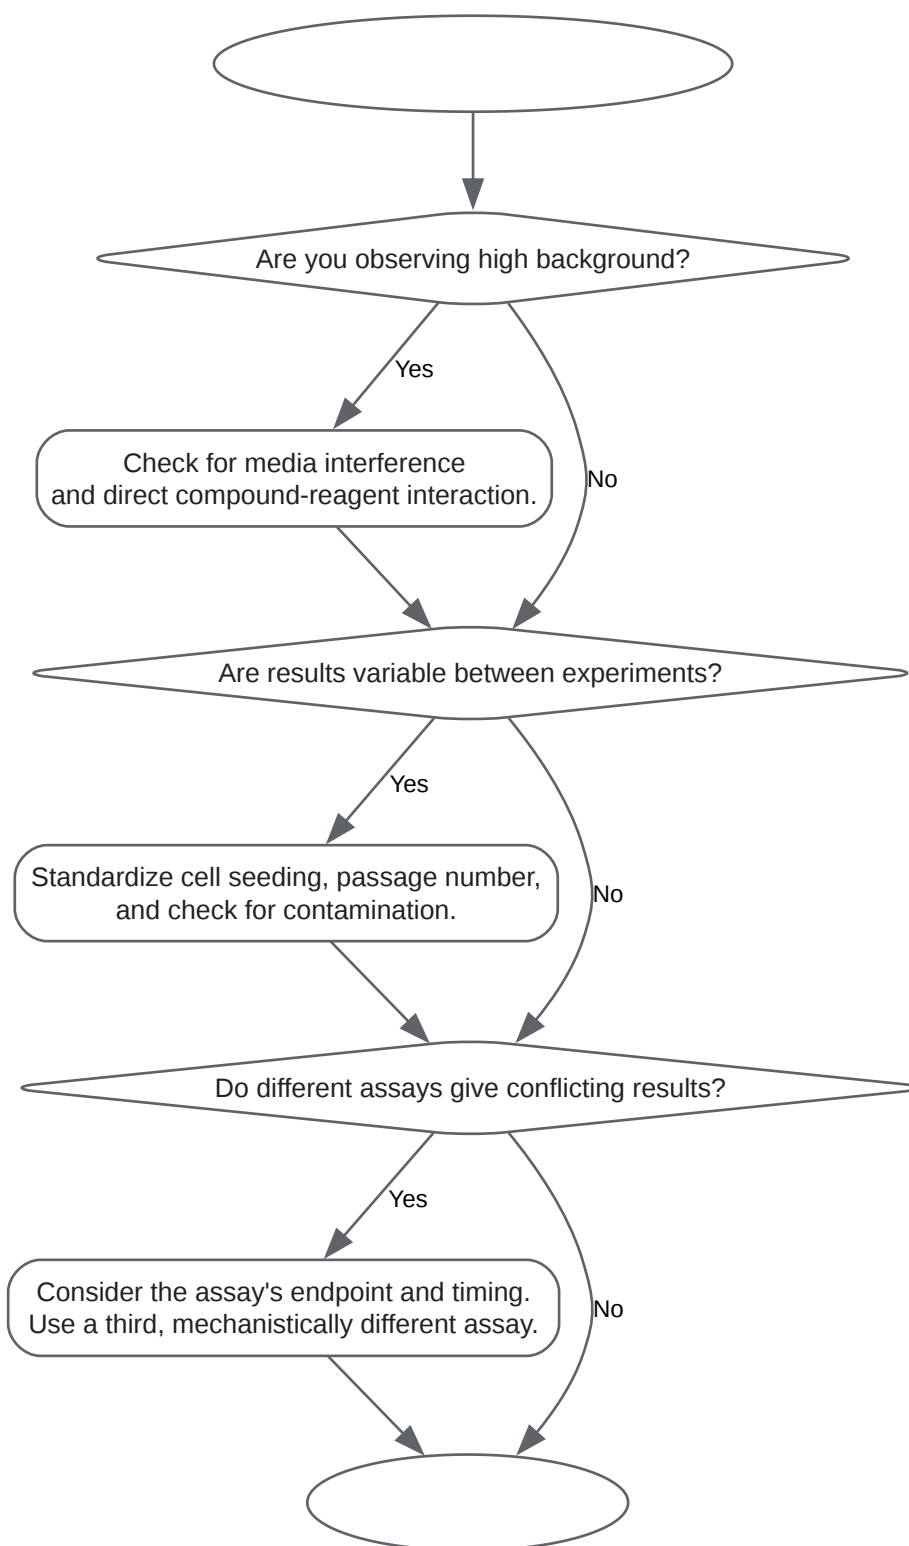 Are you observing high background?
Yes
Check for media interference
and direct compound-reagent interaction.
No
Are results variable between experiments?
Yes
Standardize cell seeding, passage number,
and check for contamination.
No
Do different assays give conflicting results?
Yes
Consider the assay's endpoint and timing.
Use a third, mechanistically different assay.
No